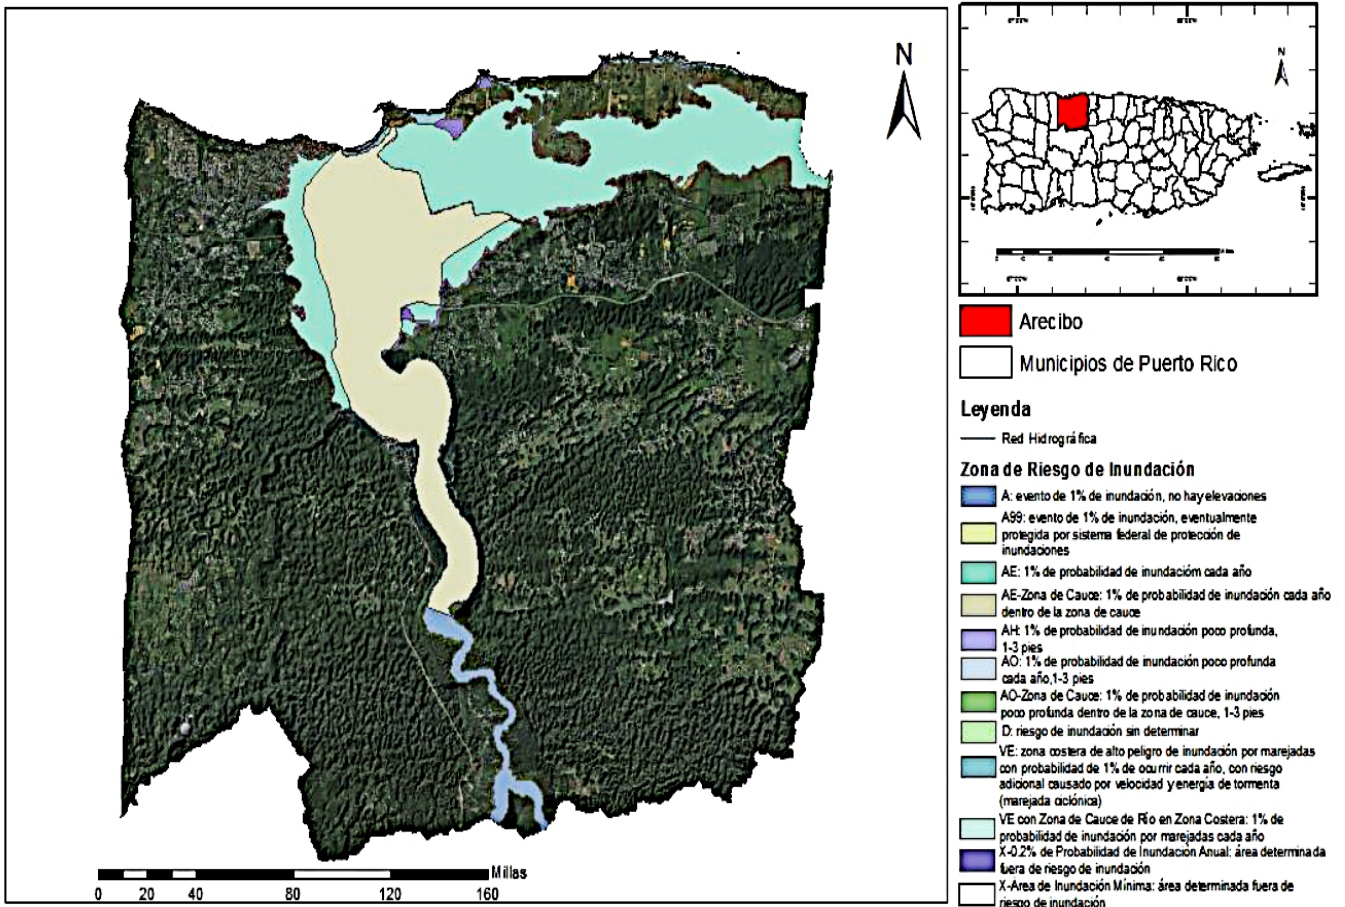 N
N
Arecibo
Municipios de Puerto Rico
Leyenda
Red Hidrográfica
Zona de Riesgo de Inundación
A: evento de 1% de inundación, no hay elevaciones
A99: evento de 1% de inundación, eventualmente
protegida por sistema federal de protección de
inundaciones
AE: 1% de probabilidad de inundacióm cada año
AE-Zona de Cauce: 1% de probabilidad de inundación cada año
dentro de la zona de cauce
AH: 1% de probabilidad de inundación poco profunda,
1-3 pies
AO: 1% de probabilidad de inundación poco profunda
cada año,1-3 pies
AO-Zona de Cauce: 1% de probabilidad de inundación
poco profunda dentro de la zona de cauce, 1-3 pies
D: riesgo de inundación sin determinar
VE: zona costera de alto peligro de inundación por marejadas
con probabilidad de 1% de ocurrir cada año, con riesgo
adicional causado por velocidad y energía de tormenta
(marejada ciclónica)
VE con Zona de Cauce de Río en Zona Costera: 1% de
probabilidad de inundación por marejadas cada año
X-0.2% de Probabilidad de Inundación Anual: área determinada
fuera de riesgo de inundación
X-Area de Inundación Mínima: área determinada fuera de
riesgo de inundación
Millas
0 20 40 80 120 160